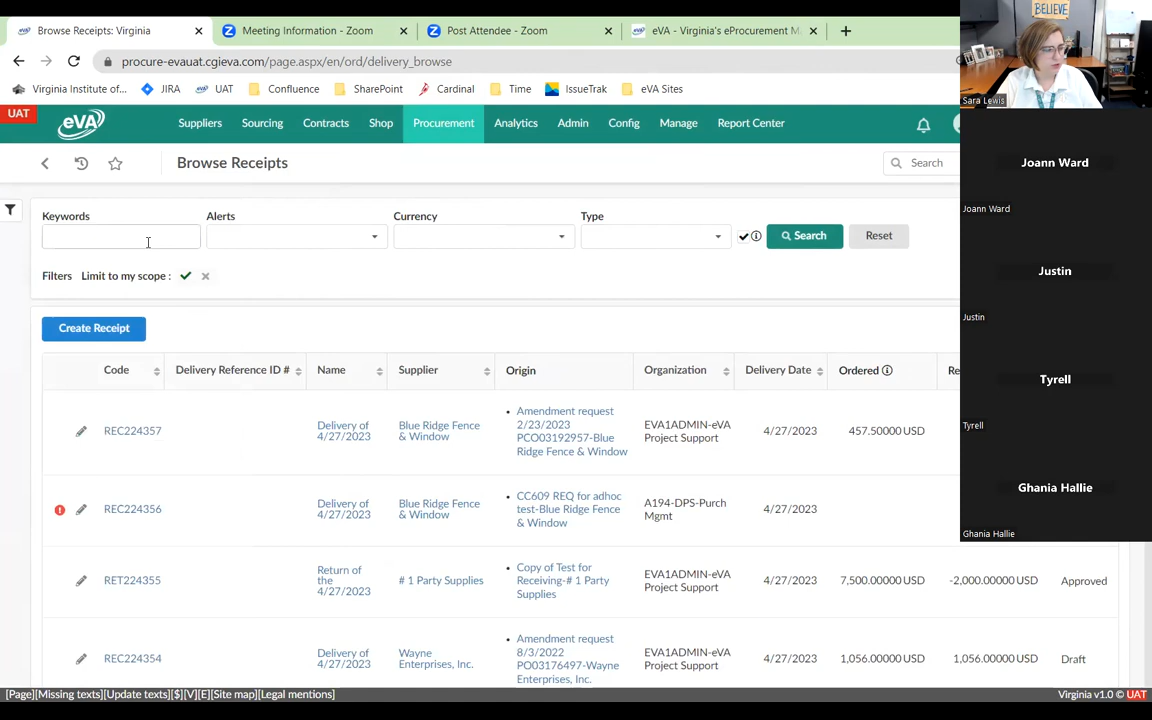 Browse Receipts: Virginia
Meeting Information - Zoom
Post Attendee - Zoom
eVA - Virginia's eProcurement M
BELIEVE
procure-evauat.cgieva.com/page.aspx/en/ord/delivery_browse
Virginia Institute of...
JIRA
UAT
Confluence
SharePoint
Cardinal
Time
IssueTrak
eVA Sites
Sara Lewis
UAT
eVA
Suppliers
Sourcing
Contracts
Shop
Procurement
Analytics
Admin
Config
Manage
Report Center
Browse Receipts
Search
Joann Ward
Joann Ward
Keywords
Alerts
Currency
Type
Search
Reset
Filters Limit to my scope :
Justin
Justin
Create Receipt
Code
Delivery Reference ID #
Name
Supplier
Origin
Organization
Delivery Date
Ordered
Re
Tyrell
Tyrell
REC224357
Delivery of
4/27/2023
Blue Ridge Fence
& Window
Amendment request
2/23/2023
PCO03192957-Blue
Ridge Fence & Window
EVA1ADMIN-eVA
Project Support
4/27/2023
457.50000 USD
REC224356
Delivery of
4/27/2023
Blue Ridge Fence
& Window
CC609 REQ for adhoc
test-Blue Ridge Fence
& Window
A194-DPS-Purch
Mgmt
4/27/2023
Ghania Hallie
Ghania Hallie
RET224355
Return of
the
4/27/2023
# 1 Party Supplies
Copy of Test for
Receiving-# 1 Party
Supplies
EVA1ADMIN-eVA
Project Support
4/27/2023
7,500.00000 USD
-2,000.00000 USD
Approved
REC224354
Delivery of
4/27/2023
Wayne
Enterprises, Inc.
Amendment request
8/3/2022
PO03176497-Wayne
Enterprises, Inc.
EVA1ADMIN-eVA
Project Support
4/27/2023
1,056.00000 USD
1,056.00000 USD
Draft
[Page][Missing texts][Update texts][$][V][E][Site map][Legal mentions]
Virginia v1.0 © UAT